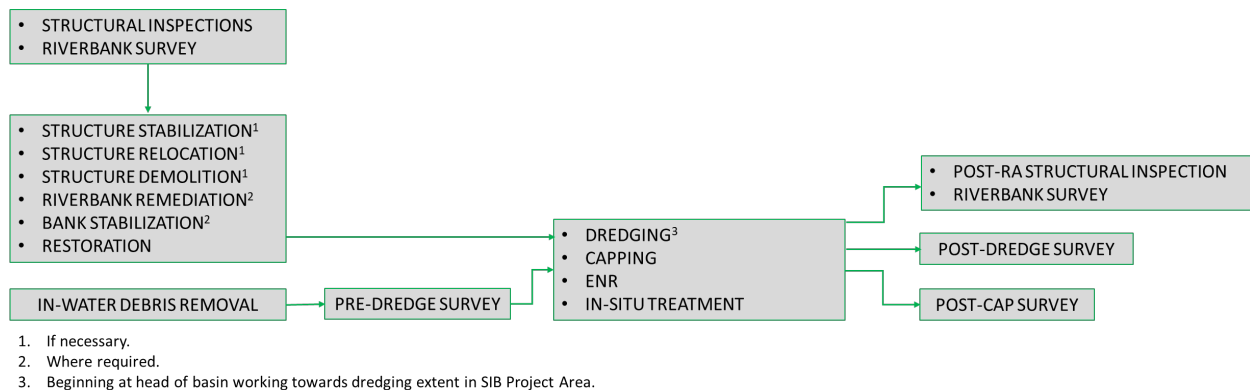 • STRUCTURAL INSPECTIONS
• RIVERBANK SURVEY
• STRUCTURE STABILIZATION¹
• STRUCTURE RELOCATION¹
• STRUCTURE DEMOLITION¹
• RIVERBANK REMEDIATION²
• BANK STABILIZATION²
• RESTORATION
IN-WATER DEBRIS REMOVAL
PRE-DREDGE SURVEY
• DREDGING³
• CAPPING
• ENR
• IN-SITU TREATMENT
• POST-RA STRUCTURAL INSPECTION
• RIVERBANK SURVEY
POST-DREDGE SURVEY
POST-CAP SURVEY
1. If necessary.
2. Where required.
3. Beginning at head of basin working towards dredging extent in SIB Project Area.